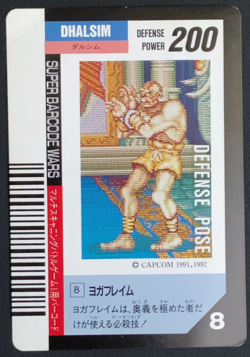 DHALSIM
ダルシム
DEFENSE
POWER
200
SUPER BARCODE WARS
マルチスキャニングバトルゲーム専用バーコード
DEFENSE POSE
© CAPCOM 1991,1992
8 ヨガフレイム
ヨガフレイムは、奥義を極めた者だ
けが使える必殺技!
8